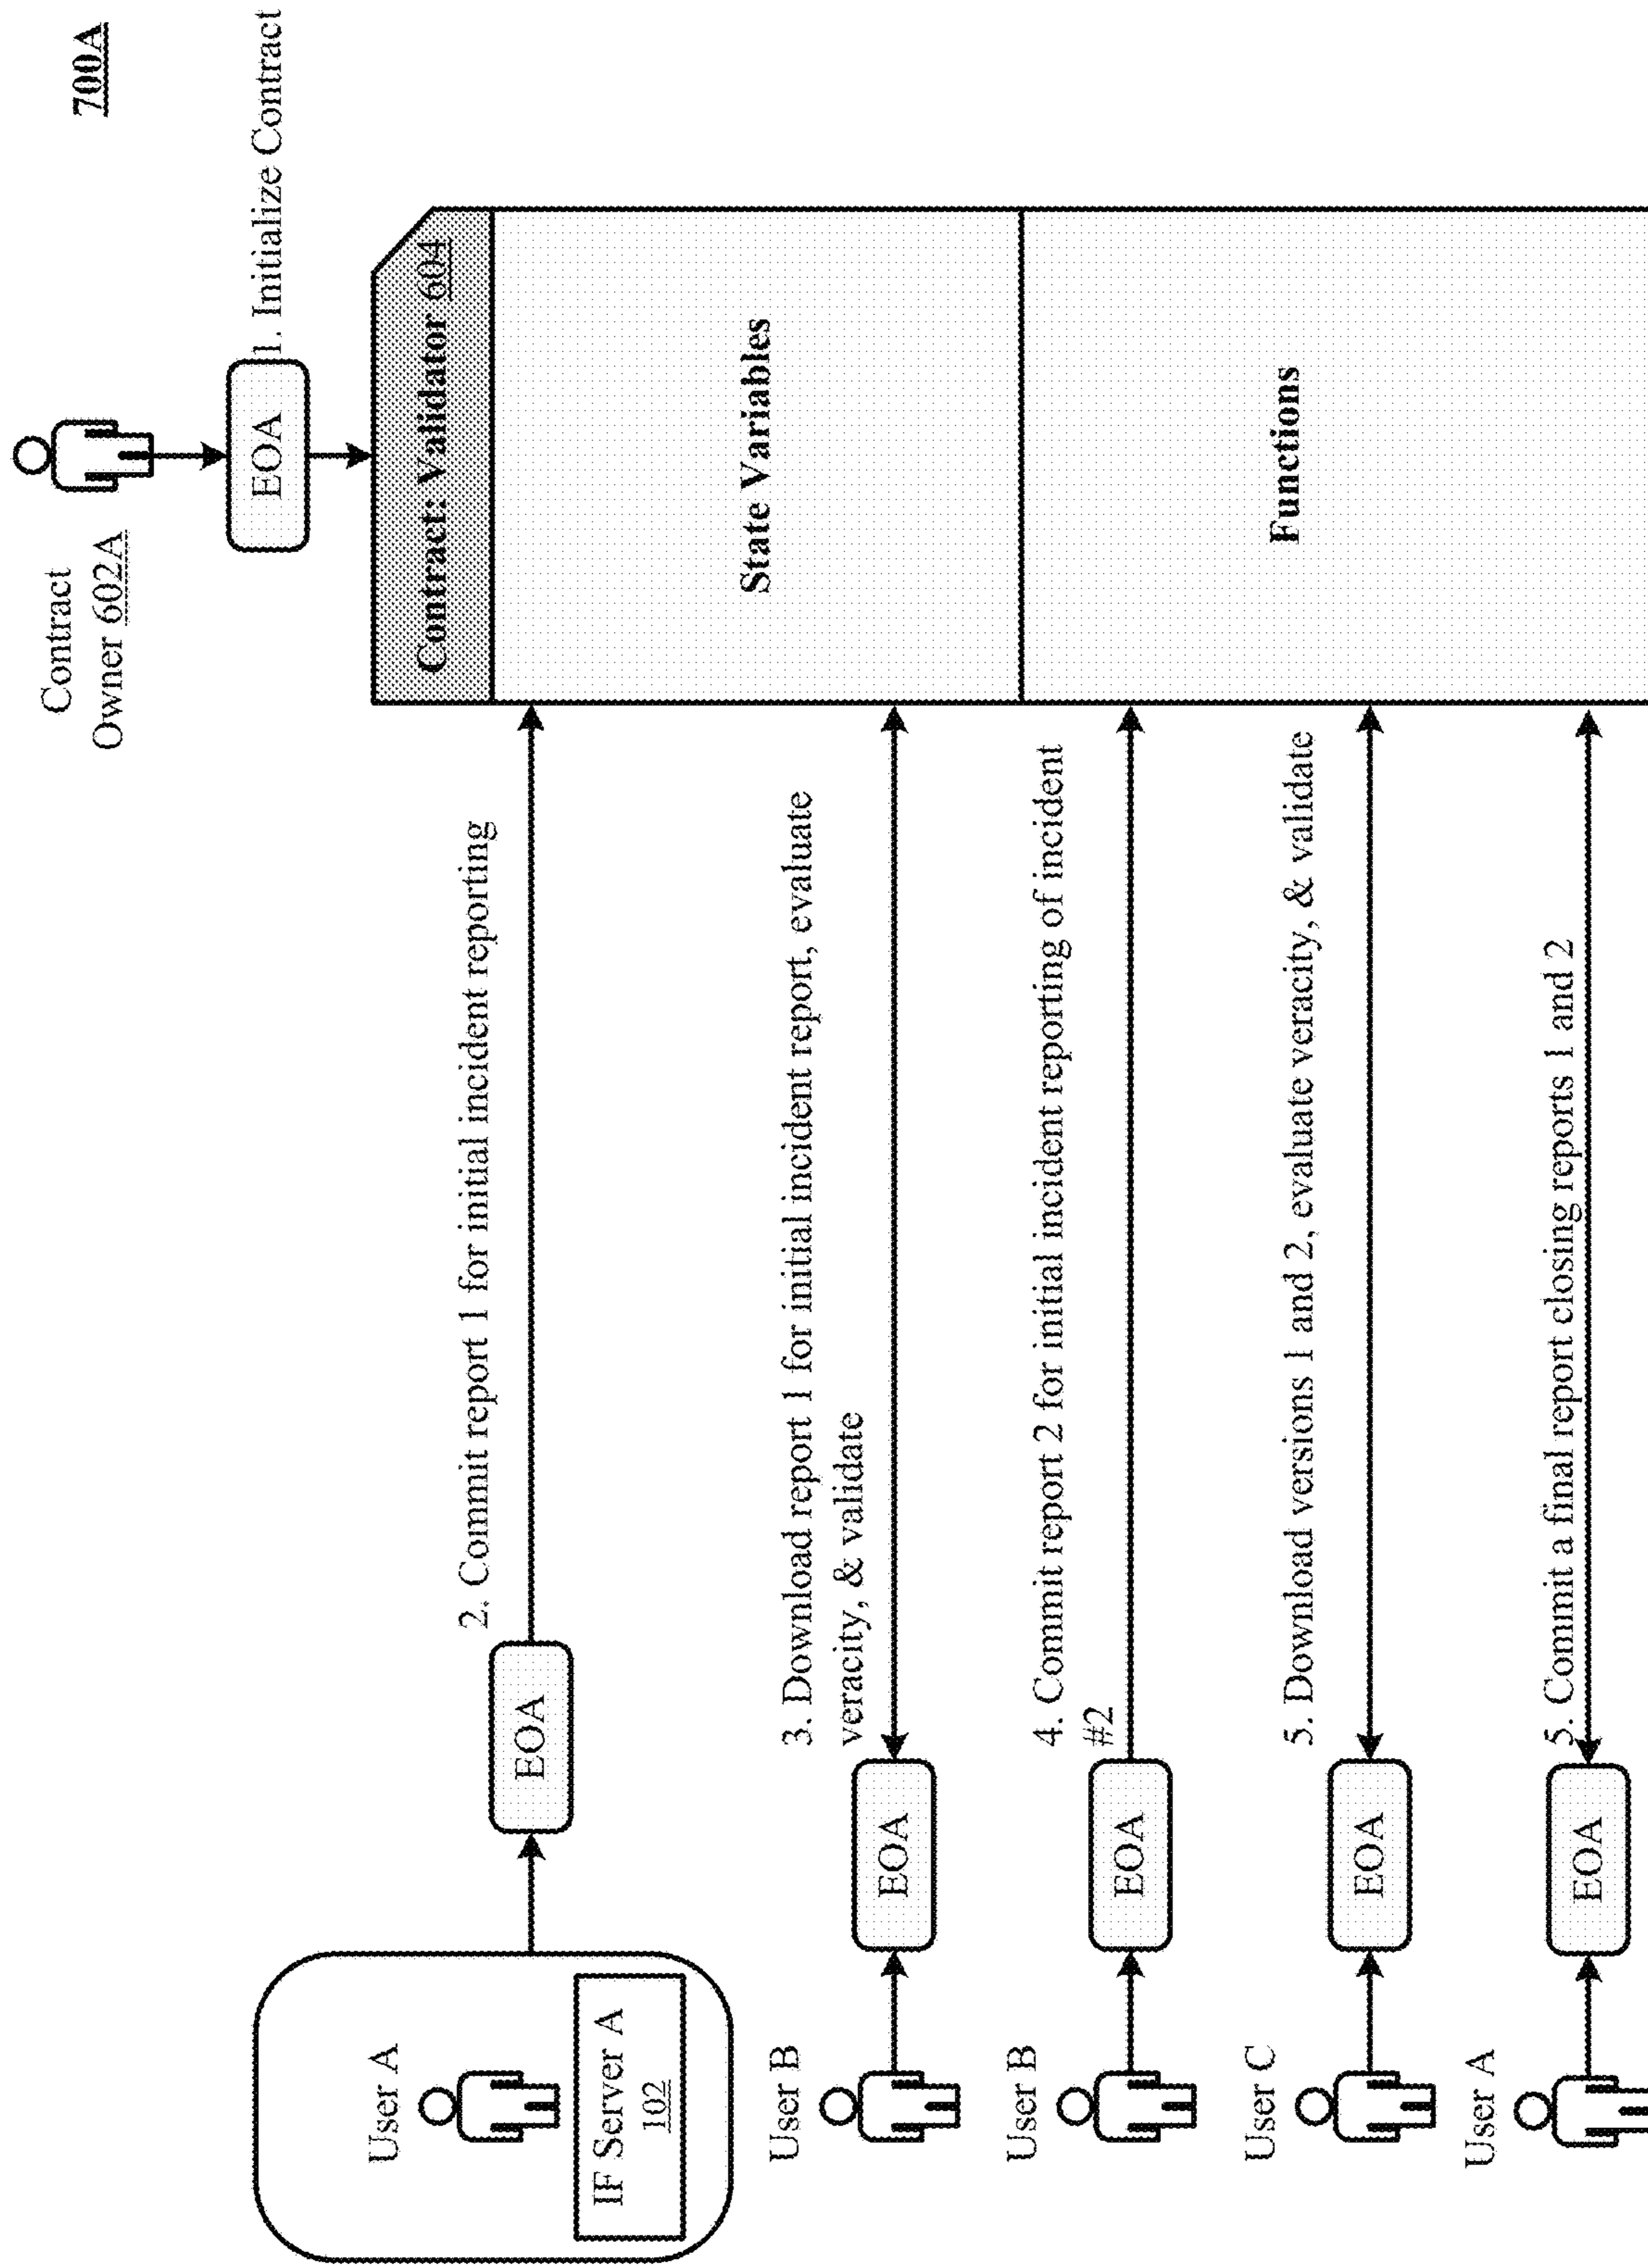 700A
Contract
Owner 602A
EOA
1. Initialize Contract
Contract: Validator 604
State Variables
Functions
User A
IF Server A
102
EOA
2. Commit report 1 for initial incident reporting
User B
EOA
3. Download report 1 for initial incident report, evaluate
veracity, & validate
User B
EOA
4. Commit report 2 for initial incident reporting of incident
#2
User C
EOA
5. Download versions 1 and 2, evaluate veracity, & validate
User A
EOA
5. Commit a final report closing reports 1 and 2